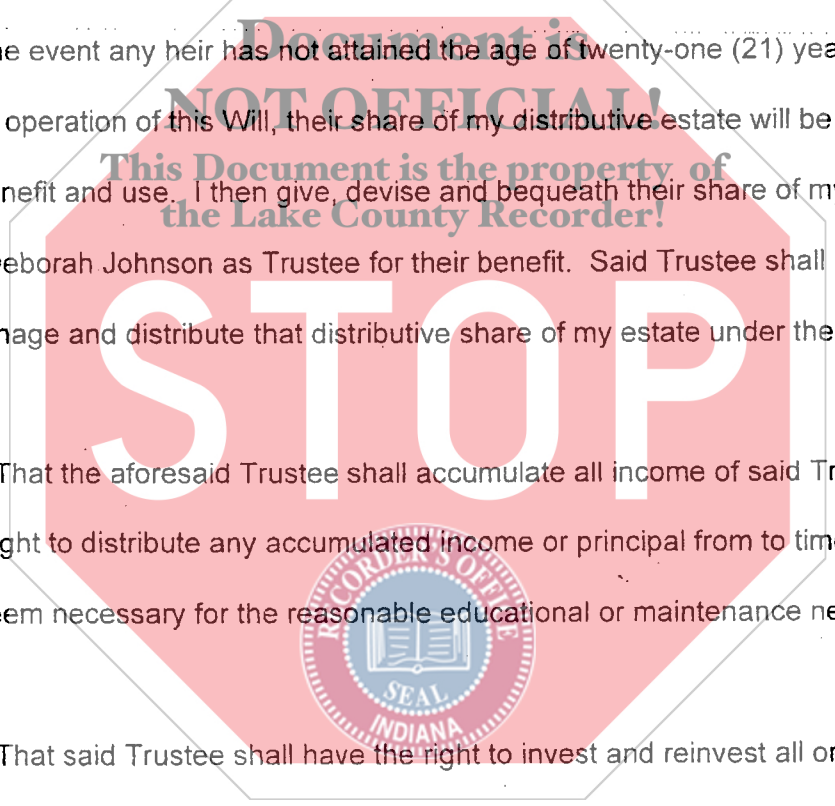 Document is
e event any heir has not attained the age of twenty-one (21) yea
NOT OFFICIAL!
operation of this Will, their share of my distributive estate will be
This Document is the property of
nefit and use. I then give, devise and bequeath their share of my
the Lake County Recorder!
eborah Johnson as Trustee for their benefit. Said Trustee shall
nage and distribute that distributive share of my estate under the
STOP
That the aforesaid Trustee shall accumulate all income of said Tr
ght to distribute any accumulated income or principal from to time
RECORDER'S OFFICE
eem necessary for the reasonable educational or maintenance ne
SEAL
INDIANA
That said Trustee shall have the right to invest and reinvest all or